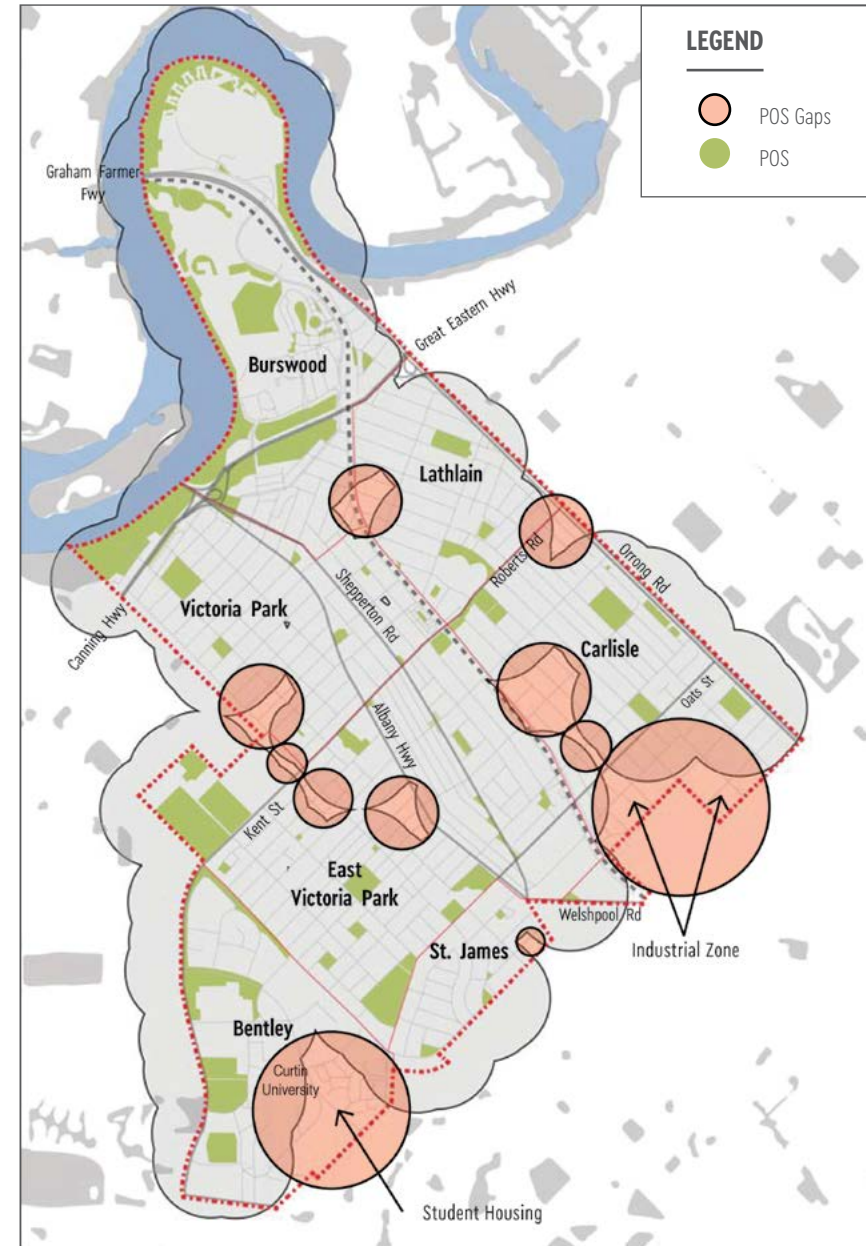 LEGEND
POS Gaps
POS
Graham Farmer
Fwy
Great Eastern Hwy
Burswood
Lathlain
Roberts Rd
Orrong Rd
Shepperton Rd
Victoria Park
Canning Hwy
Carlisle
Oats St
Albany Hwy
Kent St
East
Victoria Park
Welshpool Rd
St. James
Industrial Zone
Bentley
Curtin
University
Student Housing